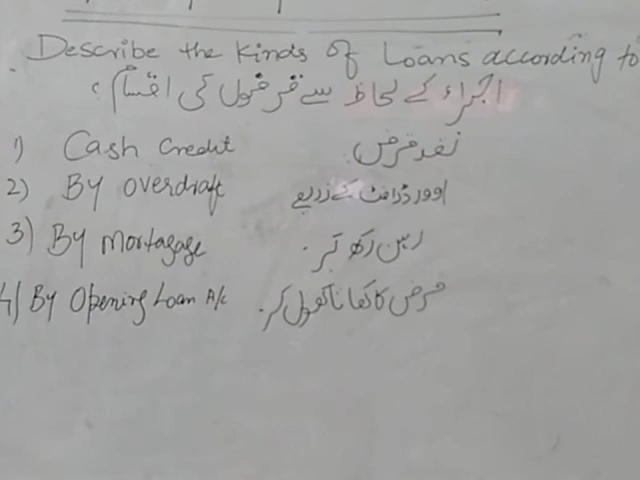 Describe the kinds of Loans according to
اجراء کے لحاظ سے قرضوں کی اقسام ؟
1) Cash Credit نقد قرض
2) By overdraft اوور ڈرافٹ کے ذریعے
3) By Mortagage رہن رکھ کر
4) By Opening Loan A/c قرض کا کھاتا کھول کر